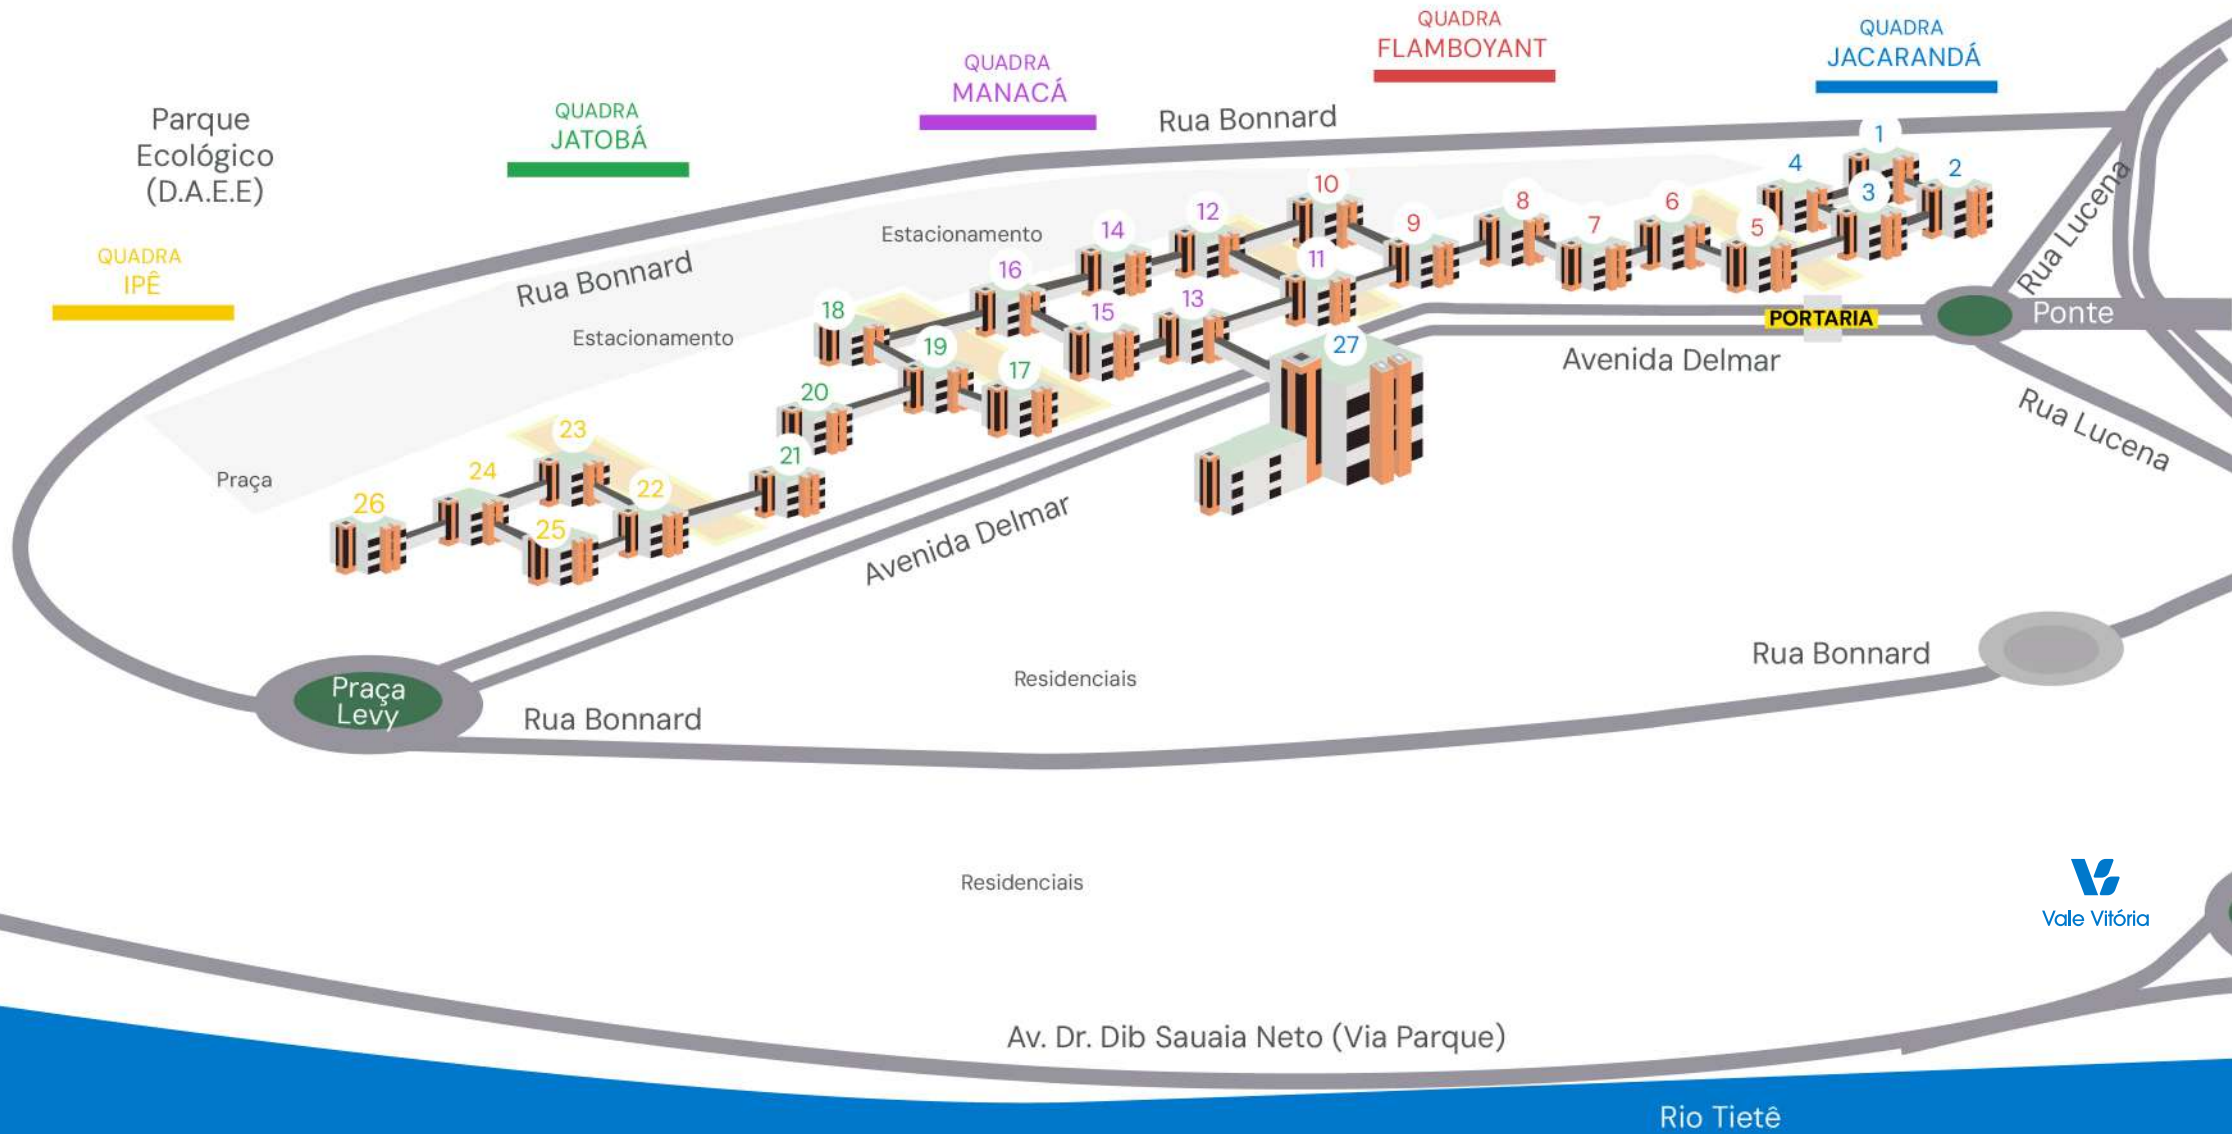 QUADRA
FLAMBOYANT
QUADRA
JACARANDÁ
QUADRA
MANACÁ
QUADRA
JATOBÁ
Parque
Ecológico
(D.A.E.E)
Rua Bonnard
QUADRA
IPÊ
1
2
3
4
5
6
7
8
9
10
11
12
13
14
15
16
17
18
19
20
21
22
23
24
25
26
27
Estacionamento
Rua Bonnard
Estacionamento
Praça
Rua Lucena
Rua Lucena
Ponte
PORTARIA
Avenida Delmar
Rua Lucena
Avenida Delmar
Rua Bonnard
Residenciais
Praça
Levy
Rua Bonnard
Residenciais
Vale Vitória
Av. Dr. Dib Sauaia Neto (Via Parque)
Rio Tietê